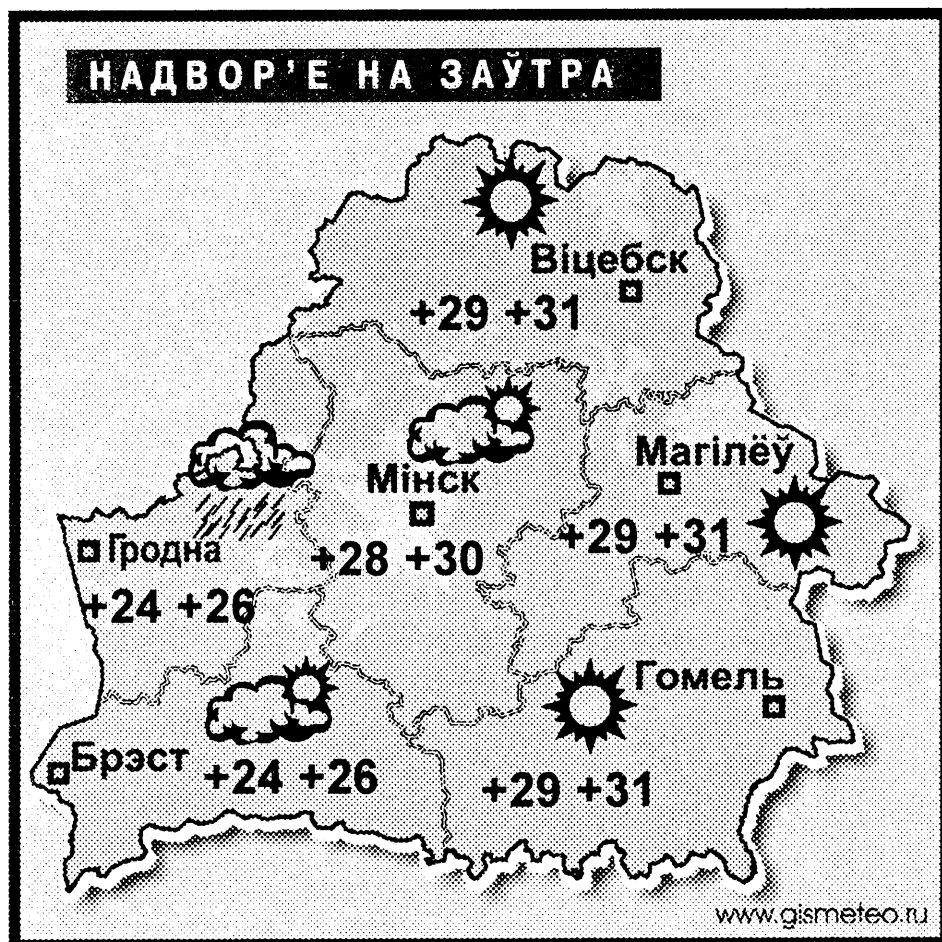 НАДВОР'Е НА ЗАЎТРА
Віцебск
+29 +31
Магілёў
+29 +31
Мінск
+28 +30
Гродна
+24 +26
Гомель
+29 +31
Брэст
+24 +26
www.gismeteo.ru